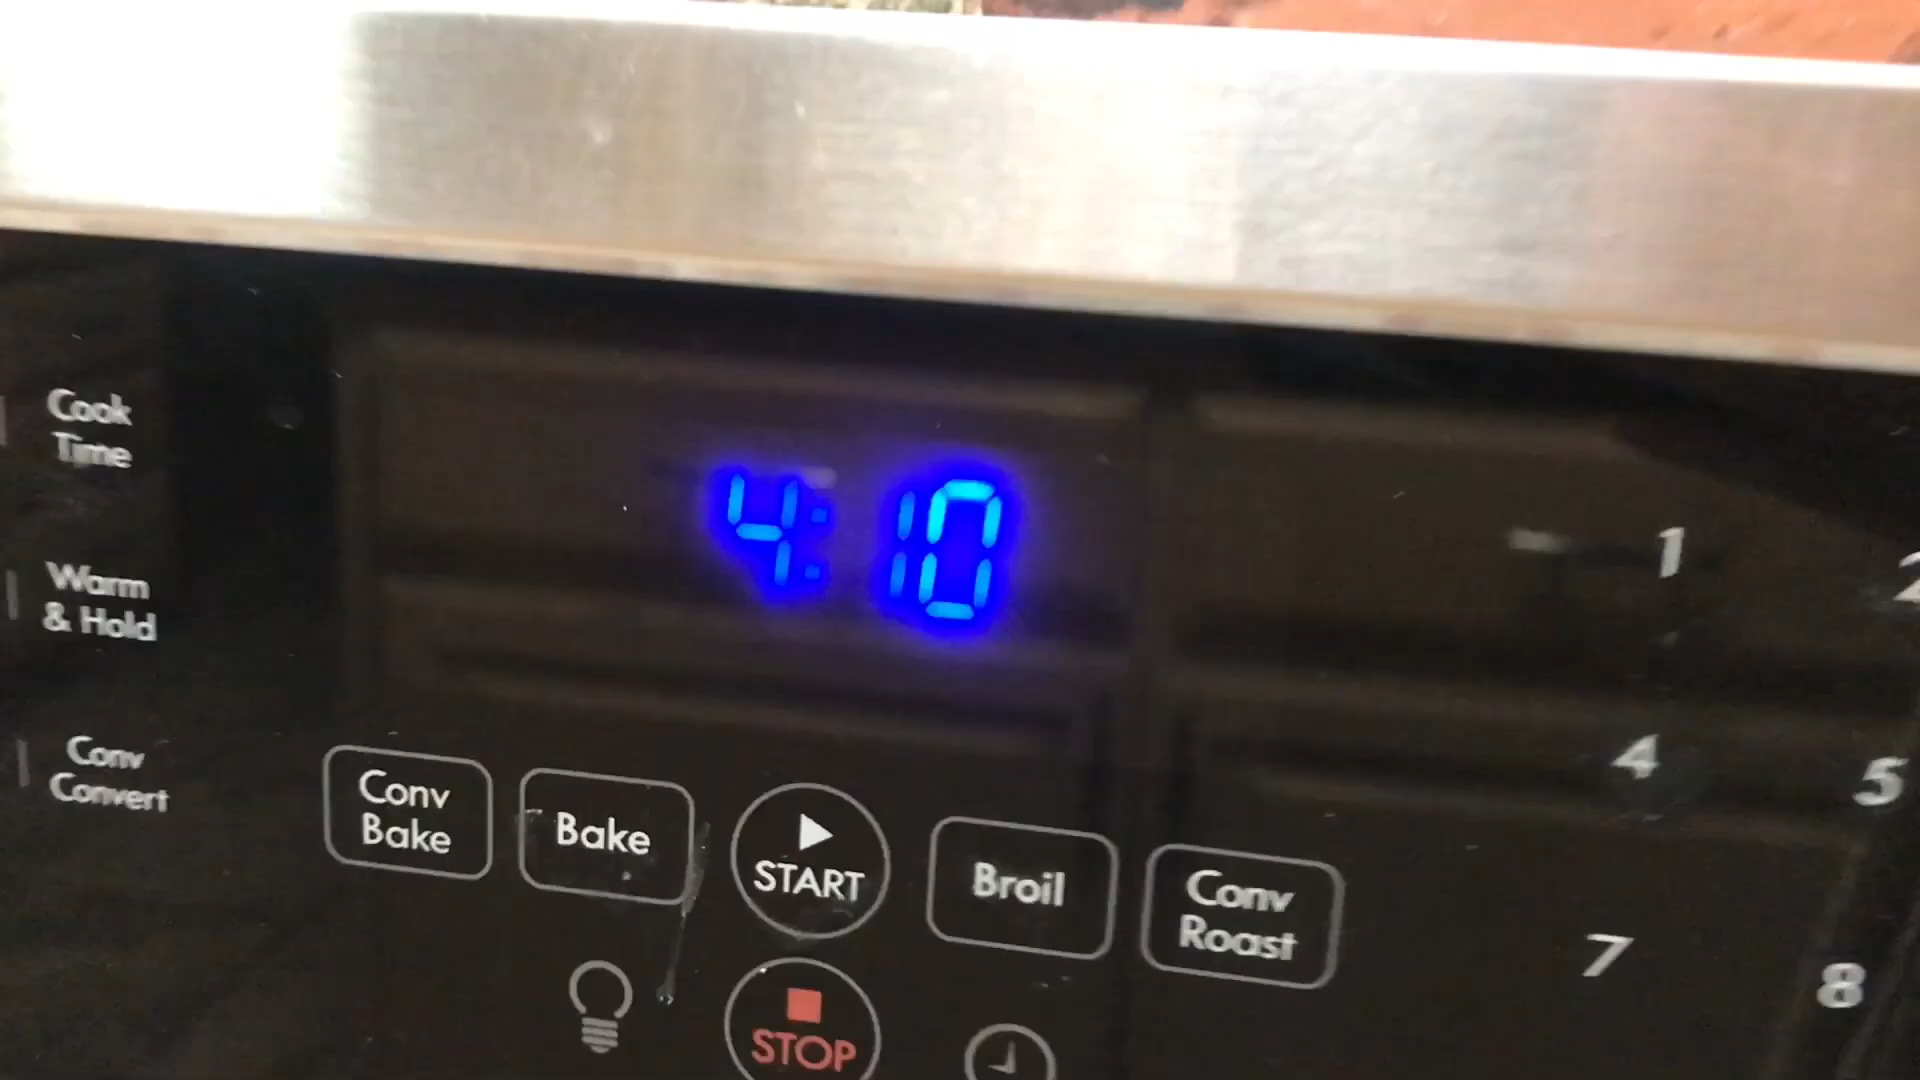 Cook
Time
4:10
1
2
Warm
& Hold
4
5
Conv
Convert
Conv
Bake
Bake
START
Broil
Conv
Roast
7
8
STOP